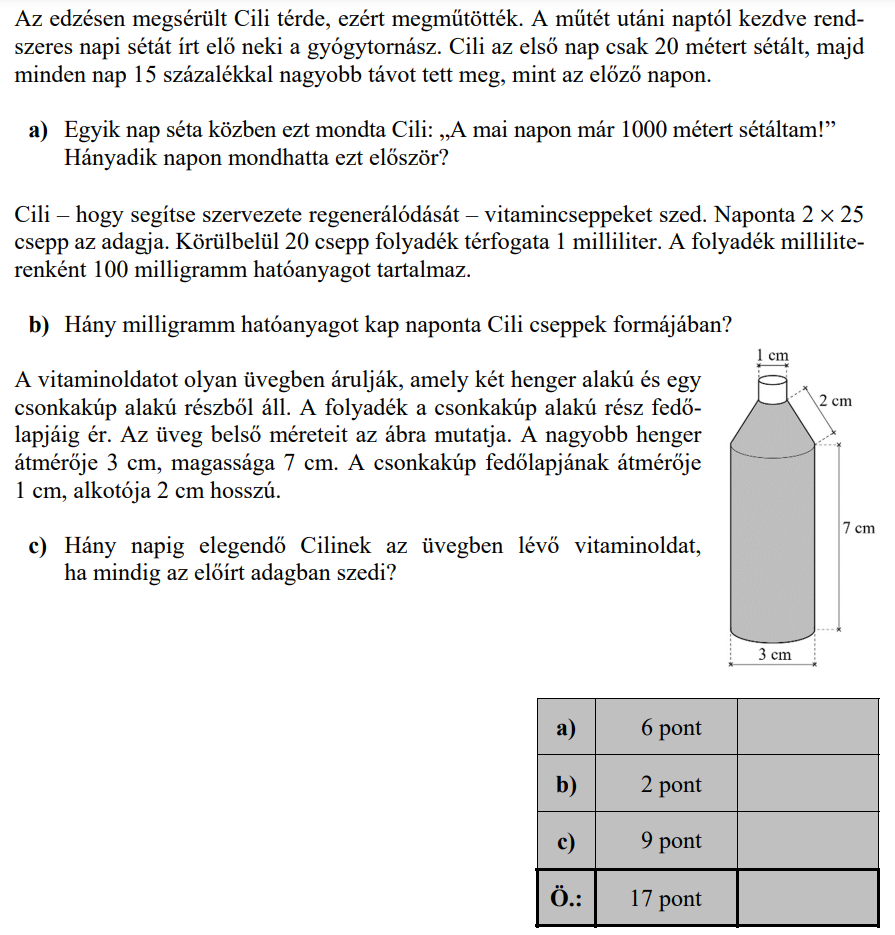 Az edzésen megsérült Cili térde, ezért megműtötték. A műtét utáni naptól kezdve rend-
szeres napi sétát írt elő neki a gyógytornász. Cili az első nap csak 20 métert sétált, majd
minden nap 15 százalékkal nagyobb távot tett meg, mint az előző napon.
a) Egyik nap séta közben ezt mondta Cili: „A mai napon már 1000 métert sétáltam!”
Hányadik napon mondhatta ezt először?
Cili – hogy segítse szervezete regenerálódását – vitamincseppeket szed. Naponta 2 × 25
csepp az adagja. Körülbelül 20 csepp folyadék térfogata 1 milliliter. A folyadék millilite-
renként 100 milligramm hatóanyagot tartalmaz.
b) Hány milligramm hatóanyagot kap naponta Cili cseppek formájában?
A vitaminoldatot olyan üvegben árulják, amely két henger alakú és egy
csonkakúp alakú részből áll. A folyadék a csonkakúp alakú rész fedő-
lapjáig ér. Az üveg belső méreteit az ábra mutatja. A nagyobb henger
átmérője 3 cm, magassága 7 cm. A csonkakúp fedőlapjának átmérője
1 cm, alkotója 2 cm hosszú.
c) Hány napig elegendő Cilinek az üvegben lévő vitaminoldat,
ha mindig az előírt adagban szedi?
1 cm
2 cm
7 cm
3 cm
a) 6 pont
b) 2 pont
c) 9 pont
Ö.: 17 pont